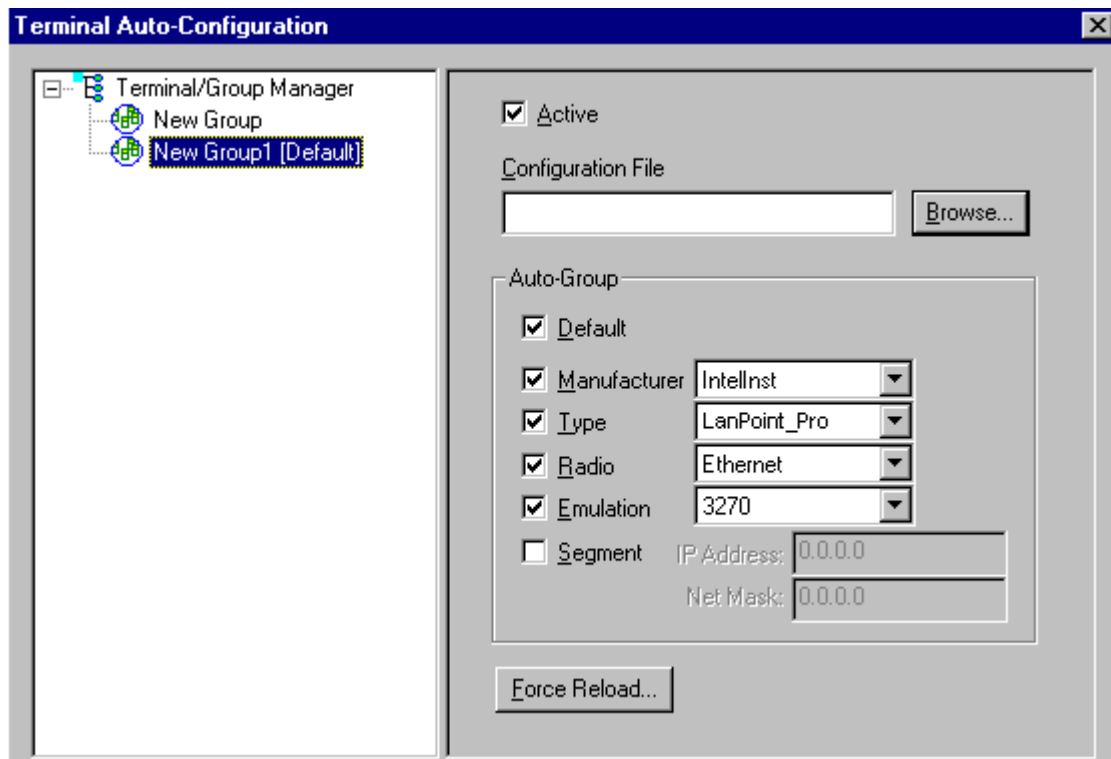 Terminal Auto-Configuration
Terminal/Group Manager
New Group
New Group1 [Default]
Active
Configuration File
Browse...
Auto-Group
Default
Manufacturer IntelInst
Type LanPoint_Pro
Radio Ethernet
Emulation 3270
Segment IP Address: 0.0.0.0
Net Mask: 0.0.0.0
Force Reload...